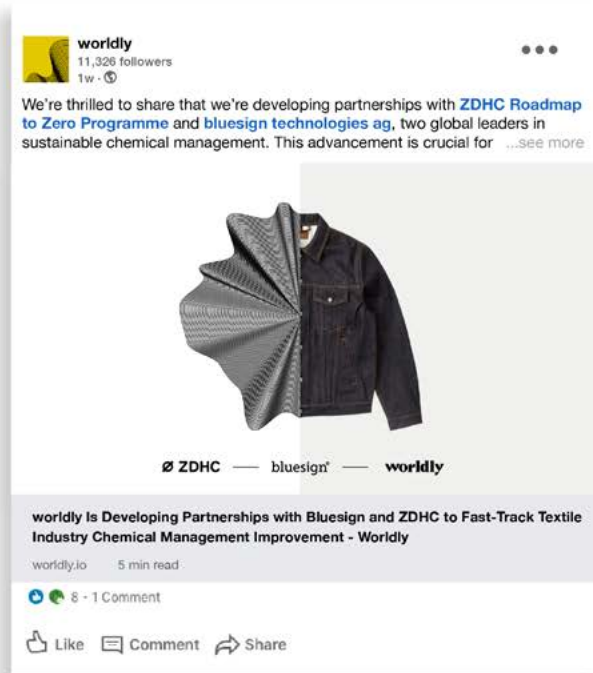 worldly
11,326 followers
1w •
We're thrilled to share that we're developing partnerships with ZDHC Roadmap
to Zero Programme and bluesign technologies ag, two global leaders in
sustainable chemical management. This advancement is crucial for ...see more
ZDHC — bluesign® — worldly
worldly Is Developing Partnerships with Bluesign and ZDHC to Fast-Track Textile
Industry Chemical Management Improvement - Worldly
worldly.io 5 min read
8 - 1 Comment
Like Comment Share